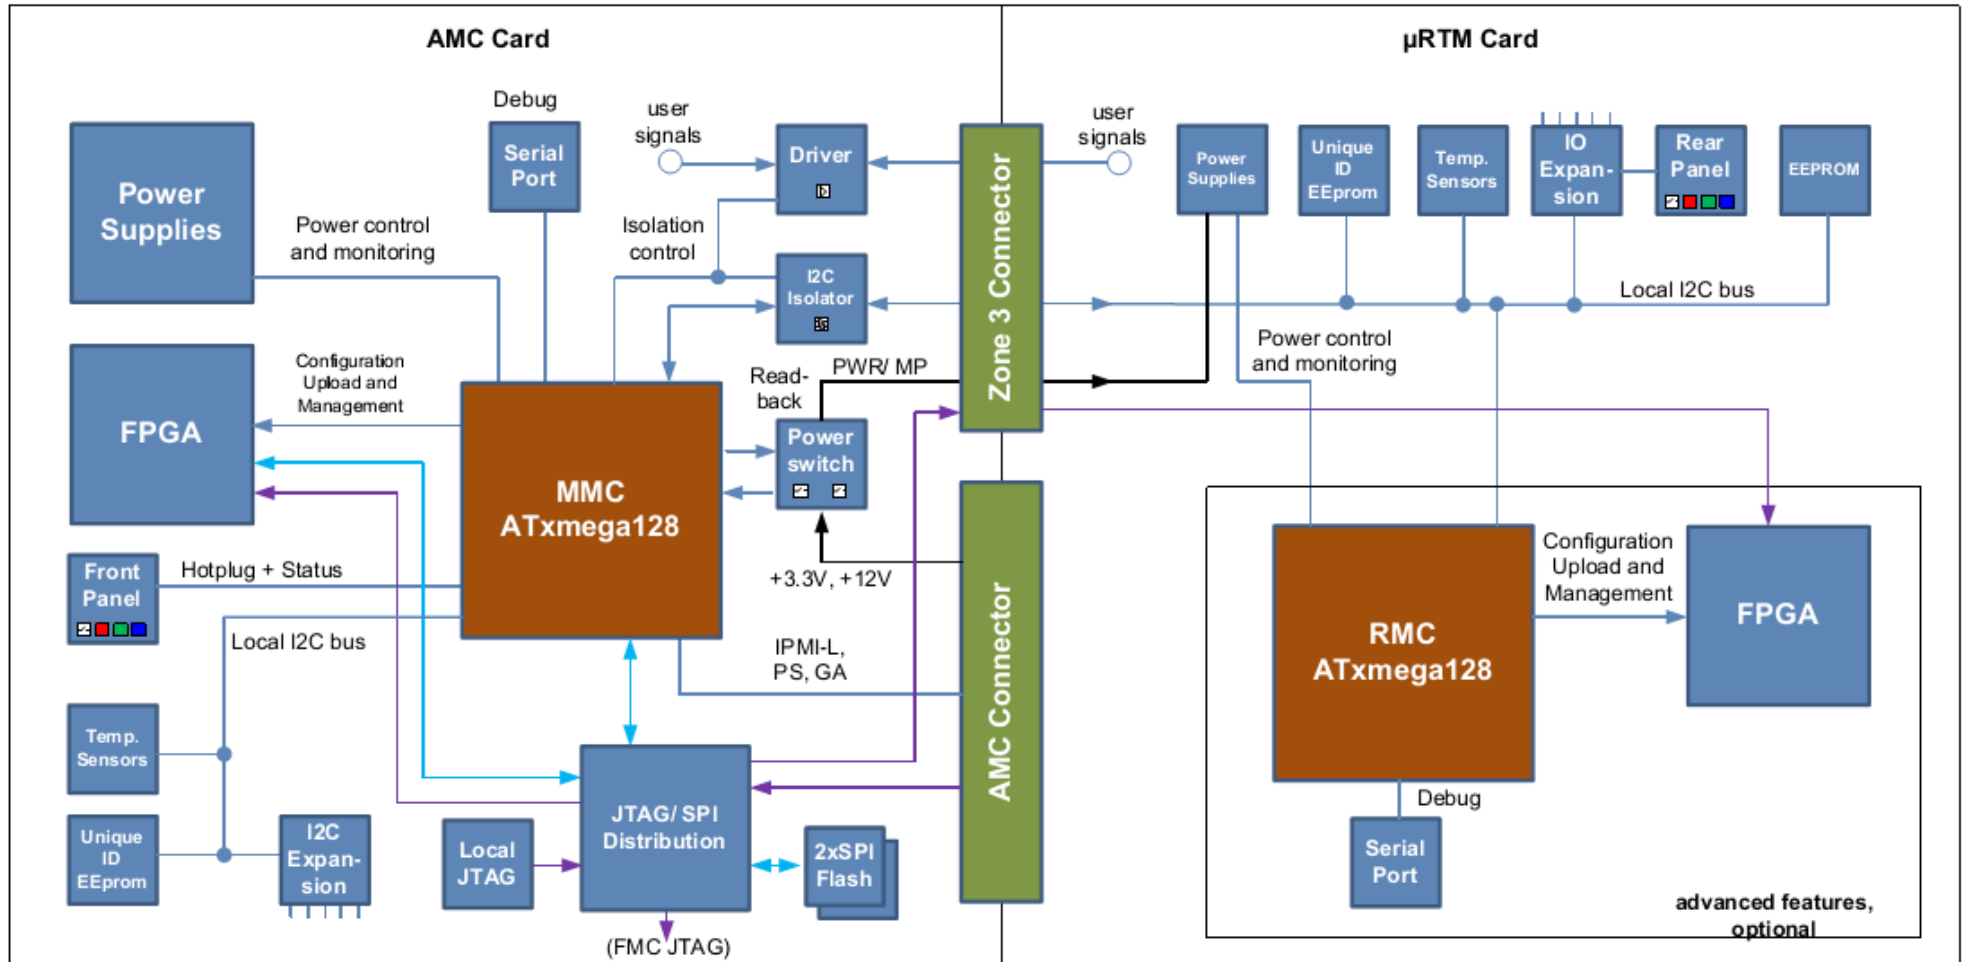 AMC Card
µRTM Card
Debug
user
signals
user
signals
Power
Supplies
Serial
Port
Driver
Power
Supplies
Unique
ID
EEprom
Temp.
Sensors
IO
Expan-
sion
Rear
Panel
EEPROM
Power control
and monitoring
Isolation
control
I2C
Isolator
Zone 3 Connector
Local I2C bus
Power control
and monitoring
FPGA
Configuration
Upload and
Management
Read-
back
PWR/ MP
Power
switch
MMC
ATxmega128
+3.3V, +12V
Front
Panel
Hotplug + Status
Local I2C bus
IPMI-L,
PS, GA
AMC Connector
Temp.
Sensors
Unique
ID
EEprom
I2C
Expan-
sion
Local
JTAG
JTAG/ SPI
Distribution
2xSPI
Flash
(FMC JTAG)
RMC
ATxmega128
Configuration
Upload and
Management
FPGA
Debug
Serial
Port
advanced features,
optional